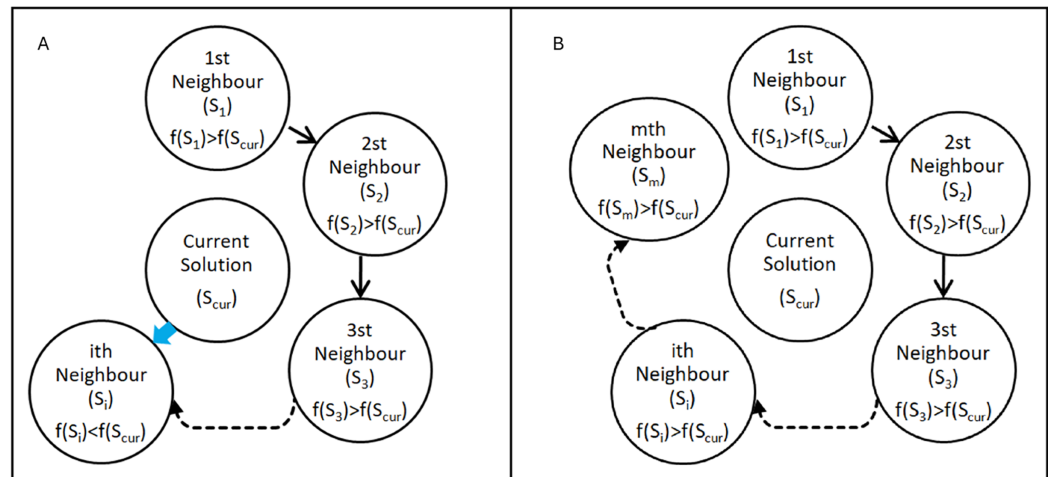 A
1st
Neighbour
(S1)
f(S1)>f(Scur)
2st
Neighbour
(S2)
f(S2)>f(Scur)
Current
Solution
(Scur)
3st
Neighbour
(S3)
f(S3)>f(Scur)
ith
Neighbour
(Si)
f(Si)<f(Scur)
B
1st
Neighbour
(S1)
f(S1)>f(Scur)
mth
Neighbour
(Sm)
f(Sm)>f(Scur)
2st
Neighbour
(S2)
f(S2)>f(Scur)
Current
Solution
(Scur)
3st
Neighbour
(S3)
f(S3)>f(Scur)
ith
Neighbour
(Si)
f(Si)>f(Scur)